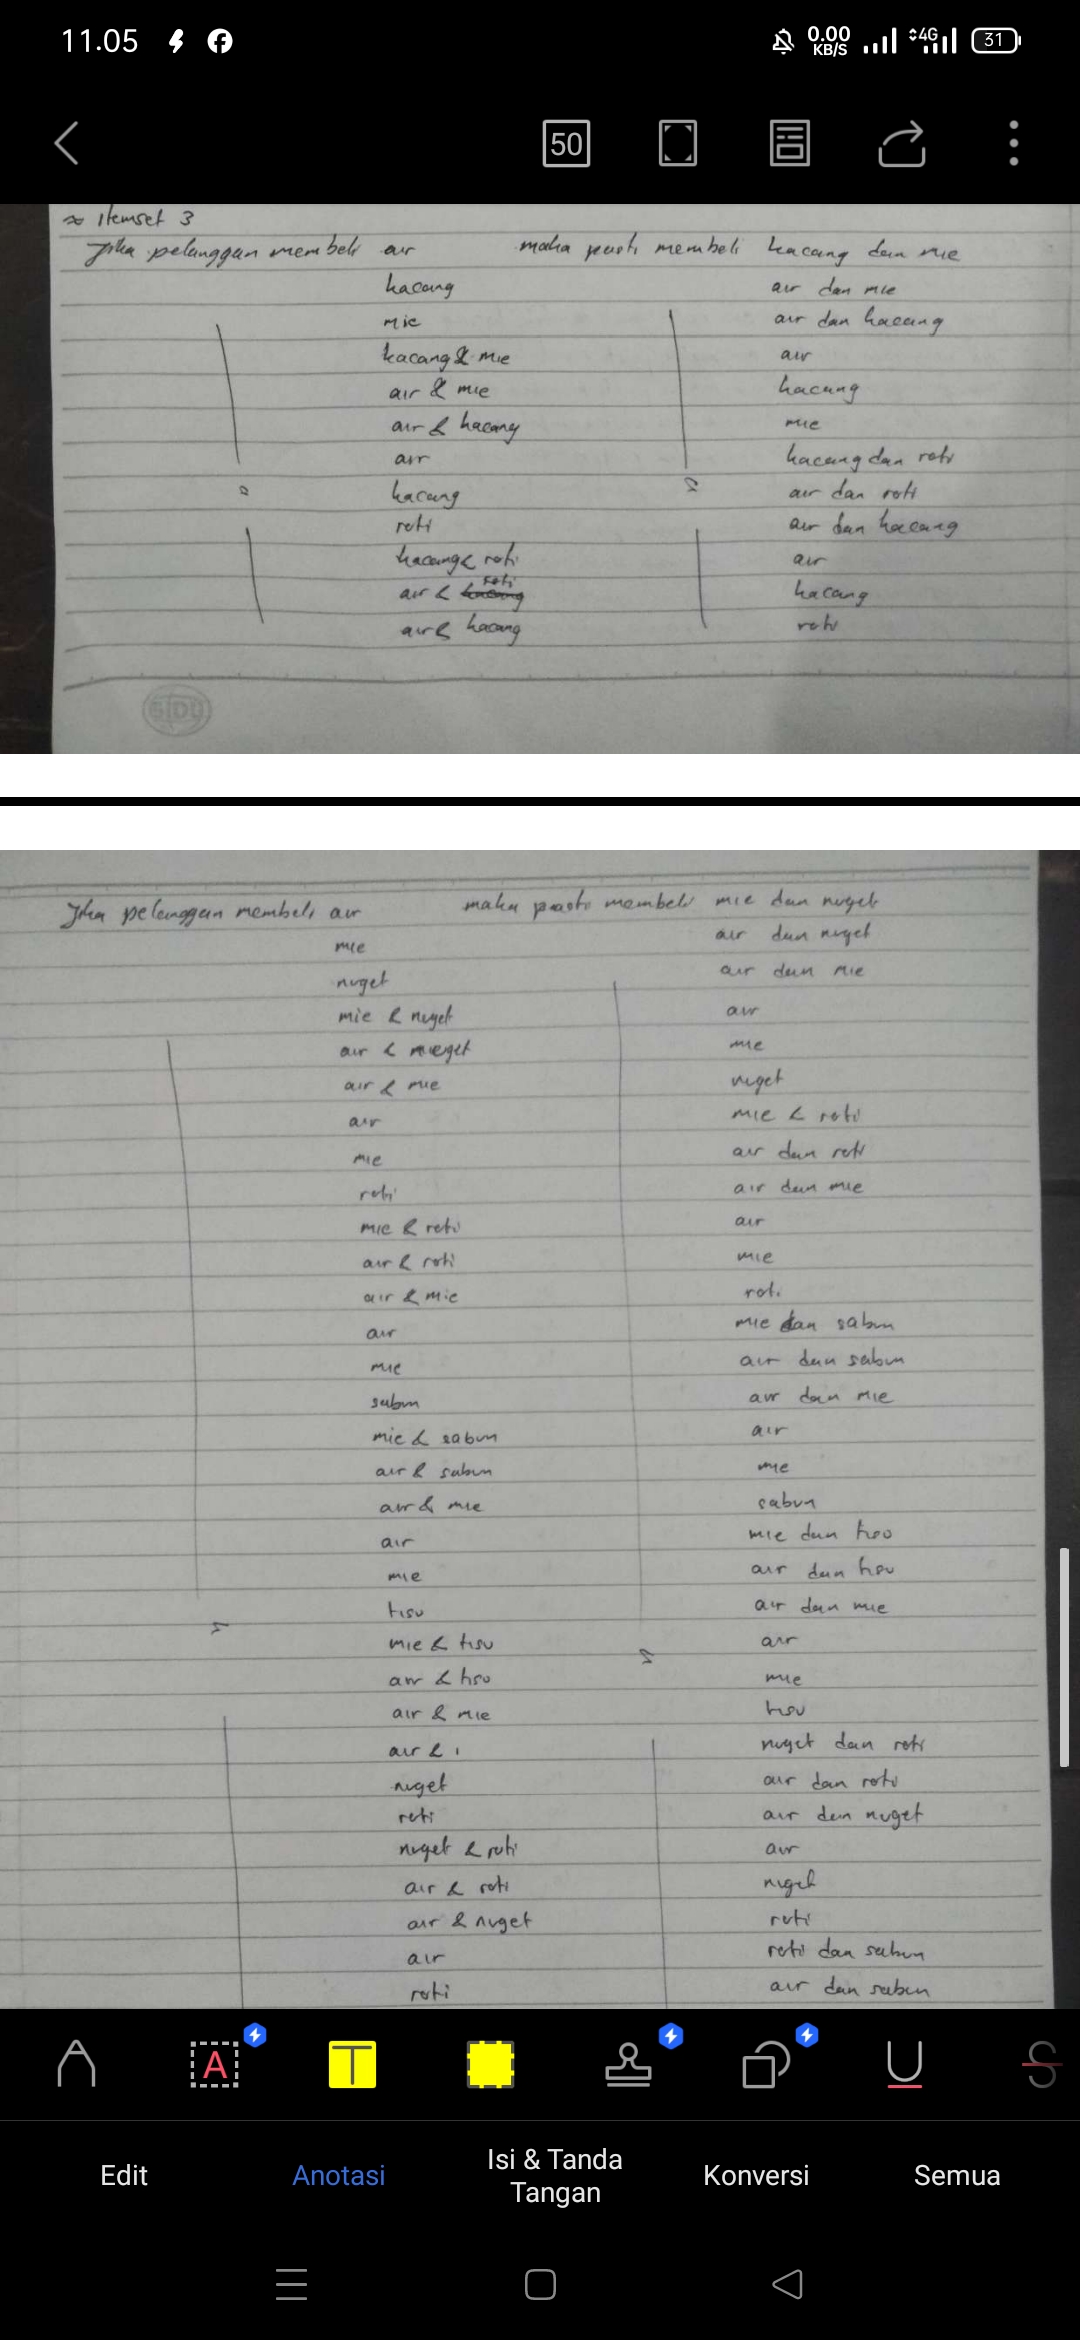 11.05 0.00 KB/S 4G 31
50
≈ Itemset 3
Jika pelanggan membeli air maka pasti membeli kacang dan mie
kacang air dan mie
mie air dan kacang
kacang & mie air
air & mie kacang
air & kacang mie
air kacang dan roti
kacang air dan roti
roti air dan kacang
kacang & roti air
air & roti kacang
air & kacang roti
SIDU
Jika pelanggan membeli air maka pasti membeli mie dan nuget
mie air dan nuget
nuget air dan mie
mie & nuget air
air & nuget mie
air & mie nuget
air mie & roti
mie air dan roti
roti air dan mie
mie & roti air
air & roti mie
air & mie roti
air mie dan sabun
mie air dan sabun
sabun air dan mie
mie & sabun air
air & sabun mie
air & mie sabun
air mie dan tisu
mie air dan tisu
tisu air dan mie
mie & tisu air
air & tisu mie
air & mie tisu
air & nuget dan roti
nuget air dan roti
roti air dan nuget
nuget & roti air
air & roti nuget
air & nuget roti
air roti dan sabun
roti air dan sabun
A T U S
Edit Anotasi Isi & Tanda Tangan Konversi Semua